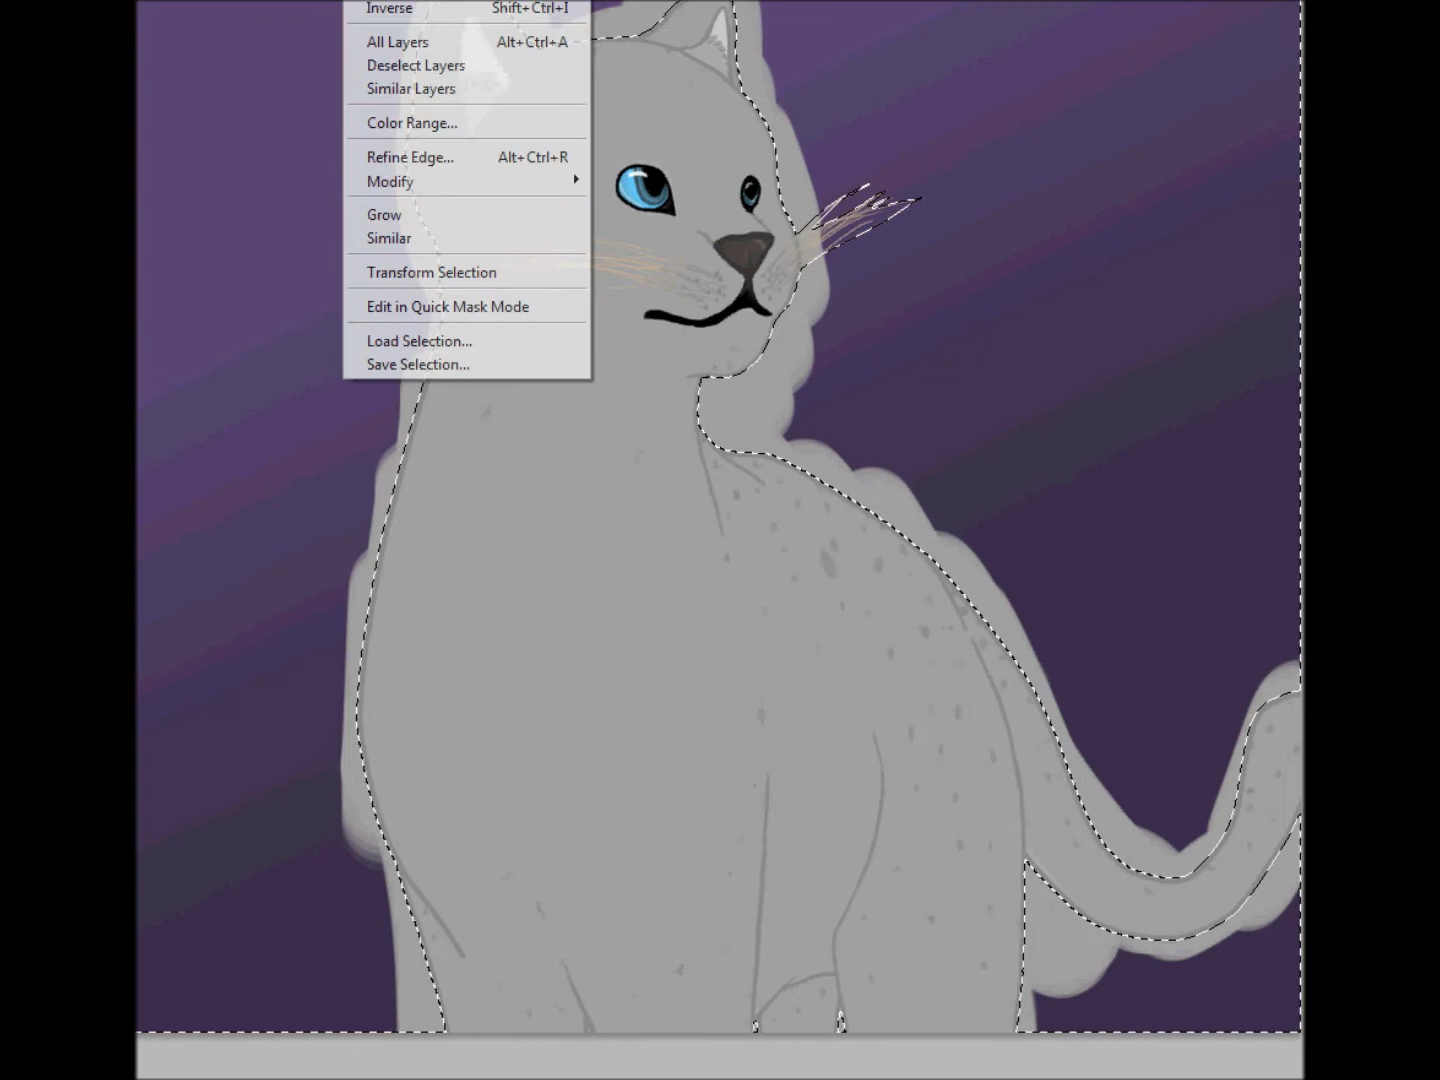 Inverse Shift+Ctrl+I
All Layers Alt+Ctrl+A
Deselect Layers
Similar Layers
Color Range...
Refine Edge... Alt+Ctrl+R
Modify
Grow
Similar
Transform Selection
Edit in Quick Mask Mode
Load Selection...
Save Selection...